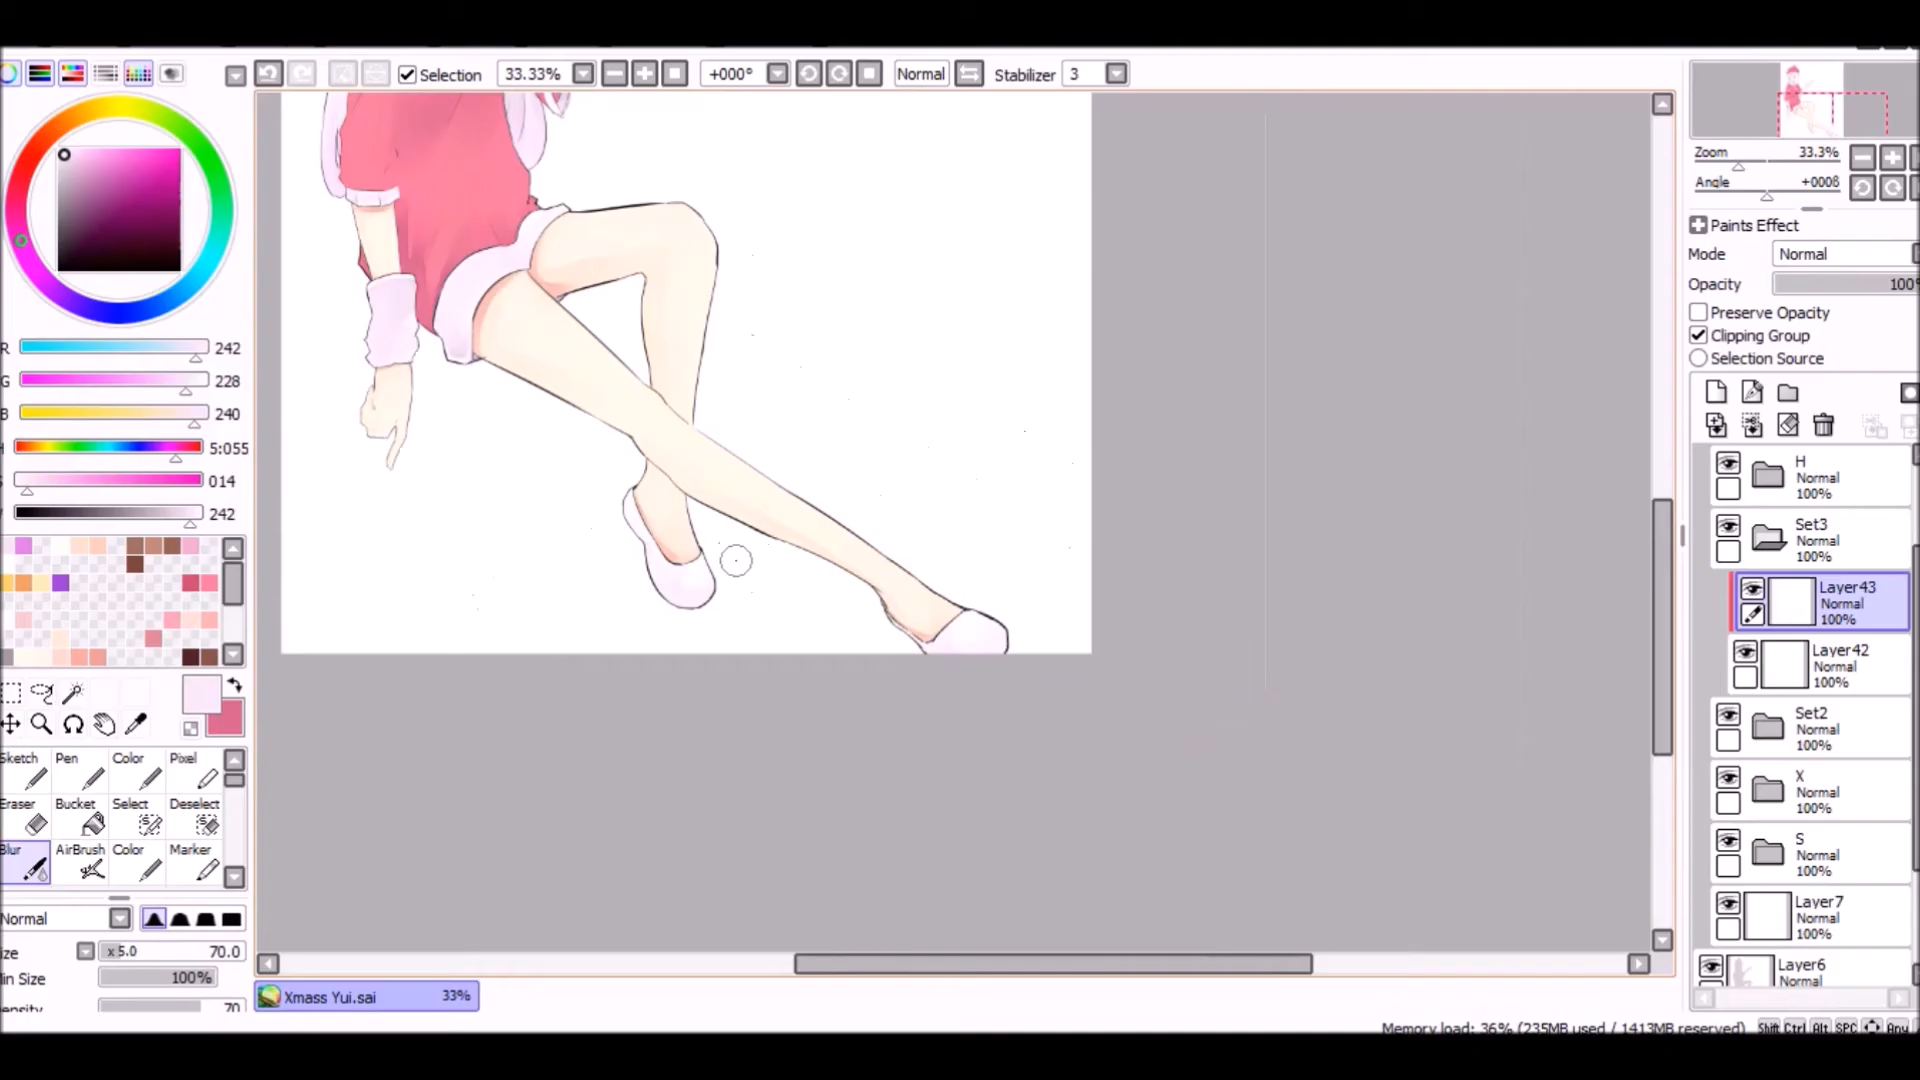 Selection 33.33% +000° Normal Stabilizer 3
R 242
G 228
B 240
5:055
014
242
Sketch Pen Color Pixel
Eraser Bucket Select Deselect
Blur AirBrush Color Marker
Normal
x5.0 70.0
100%
70
Xmass Yui.sai 33%
Zoom 33.3%
Angle
Paints Effect
Mode Normal
Opacity 100
Preserve Opacity
Clipping Group
Selection Source
H
Normal
100%
Set3
Normal
100%
Layer43
Normal
100%
Layer42
Normal
100%
Set2
Normal
100%
X
Normal
100%
S
Normal
100%
Layer7
Normal
100%
Layer6
Normal
Memory load: 36% (235MB used / 1413MB reserved) Shift Ctrl Alt SPC Any